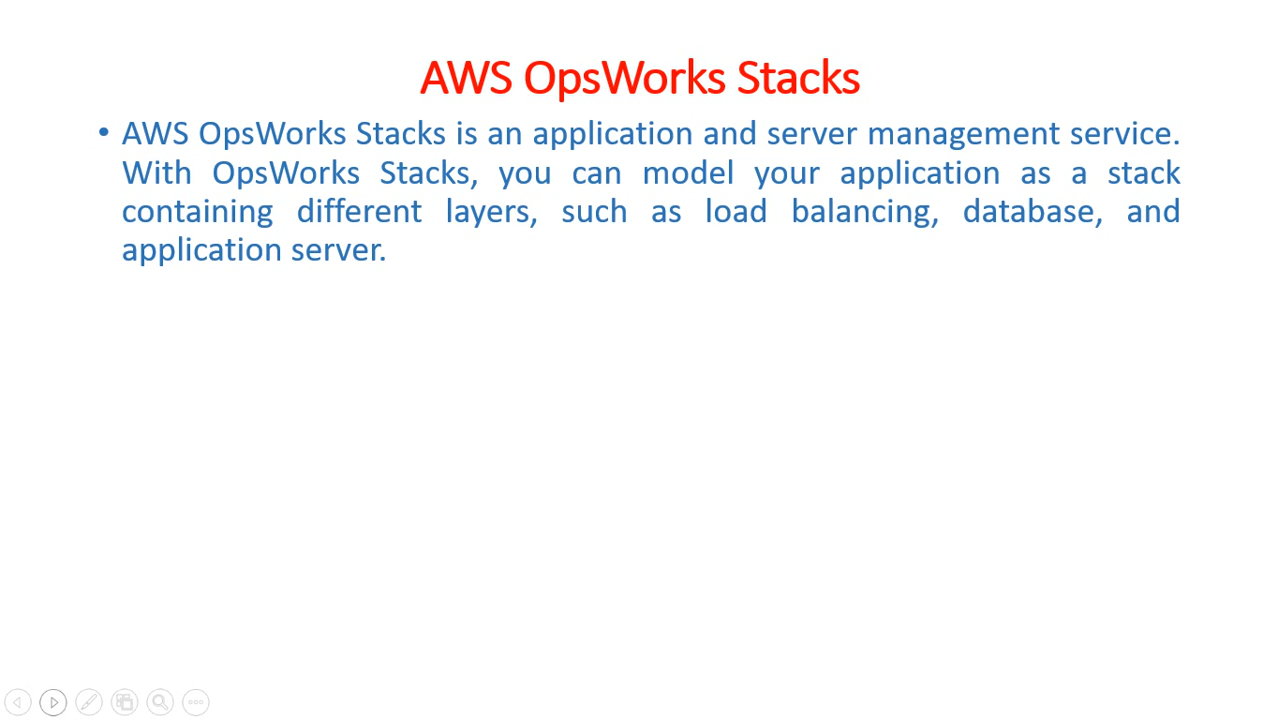 AWS OpsWorks Stacks
• AWS OpsWorks Stacks is an application and server management service.
With OpsWorks Stacks, you can model your application as a stack
containing different layers, such as load balancing, database, and
application server.